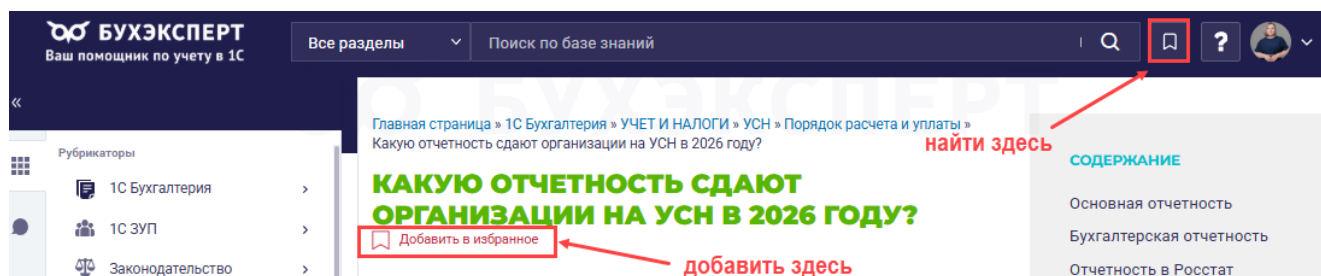 БУХЭКСПЕРТ
Ваш помощник по учету в 1С
Все разделы
Поиск по базе знаний
?
«
БУХЭКСПЕРТ
Главная страница » 1С Бухгалтерия » УЧЕТ И НАЛОГИ » УСН » Порядок расчета и уплаты »
Какую отчетность сдают организации на УСН в 2026 году?
найти здесь
Рубрикаторы
1С Бухгалтерия
1С ЗУП
Законодательство
КАКУЮ ОТЧЕТНОСТЬ СДАЮТ
ОРГАНИЗАЦИИ НА УСН В 2026 ГОДУ?
Добавить в избранное
добавить здесь
СОДЕРЖАНИЕ
Основная отчетность
Бухгалтерская отчетность
Отчетность в Росстат